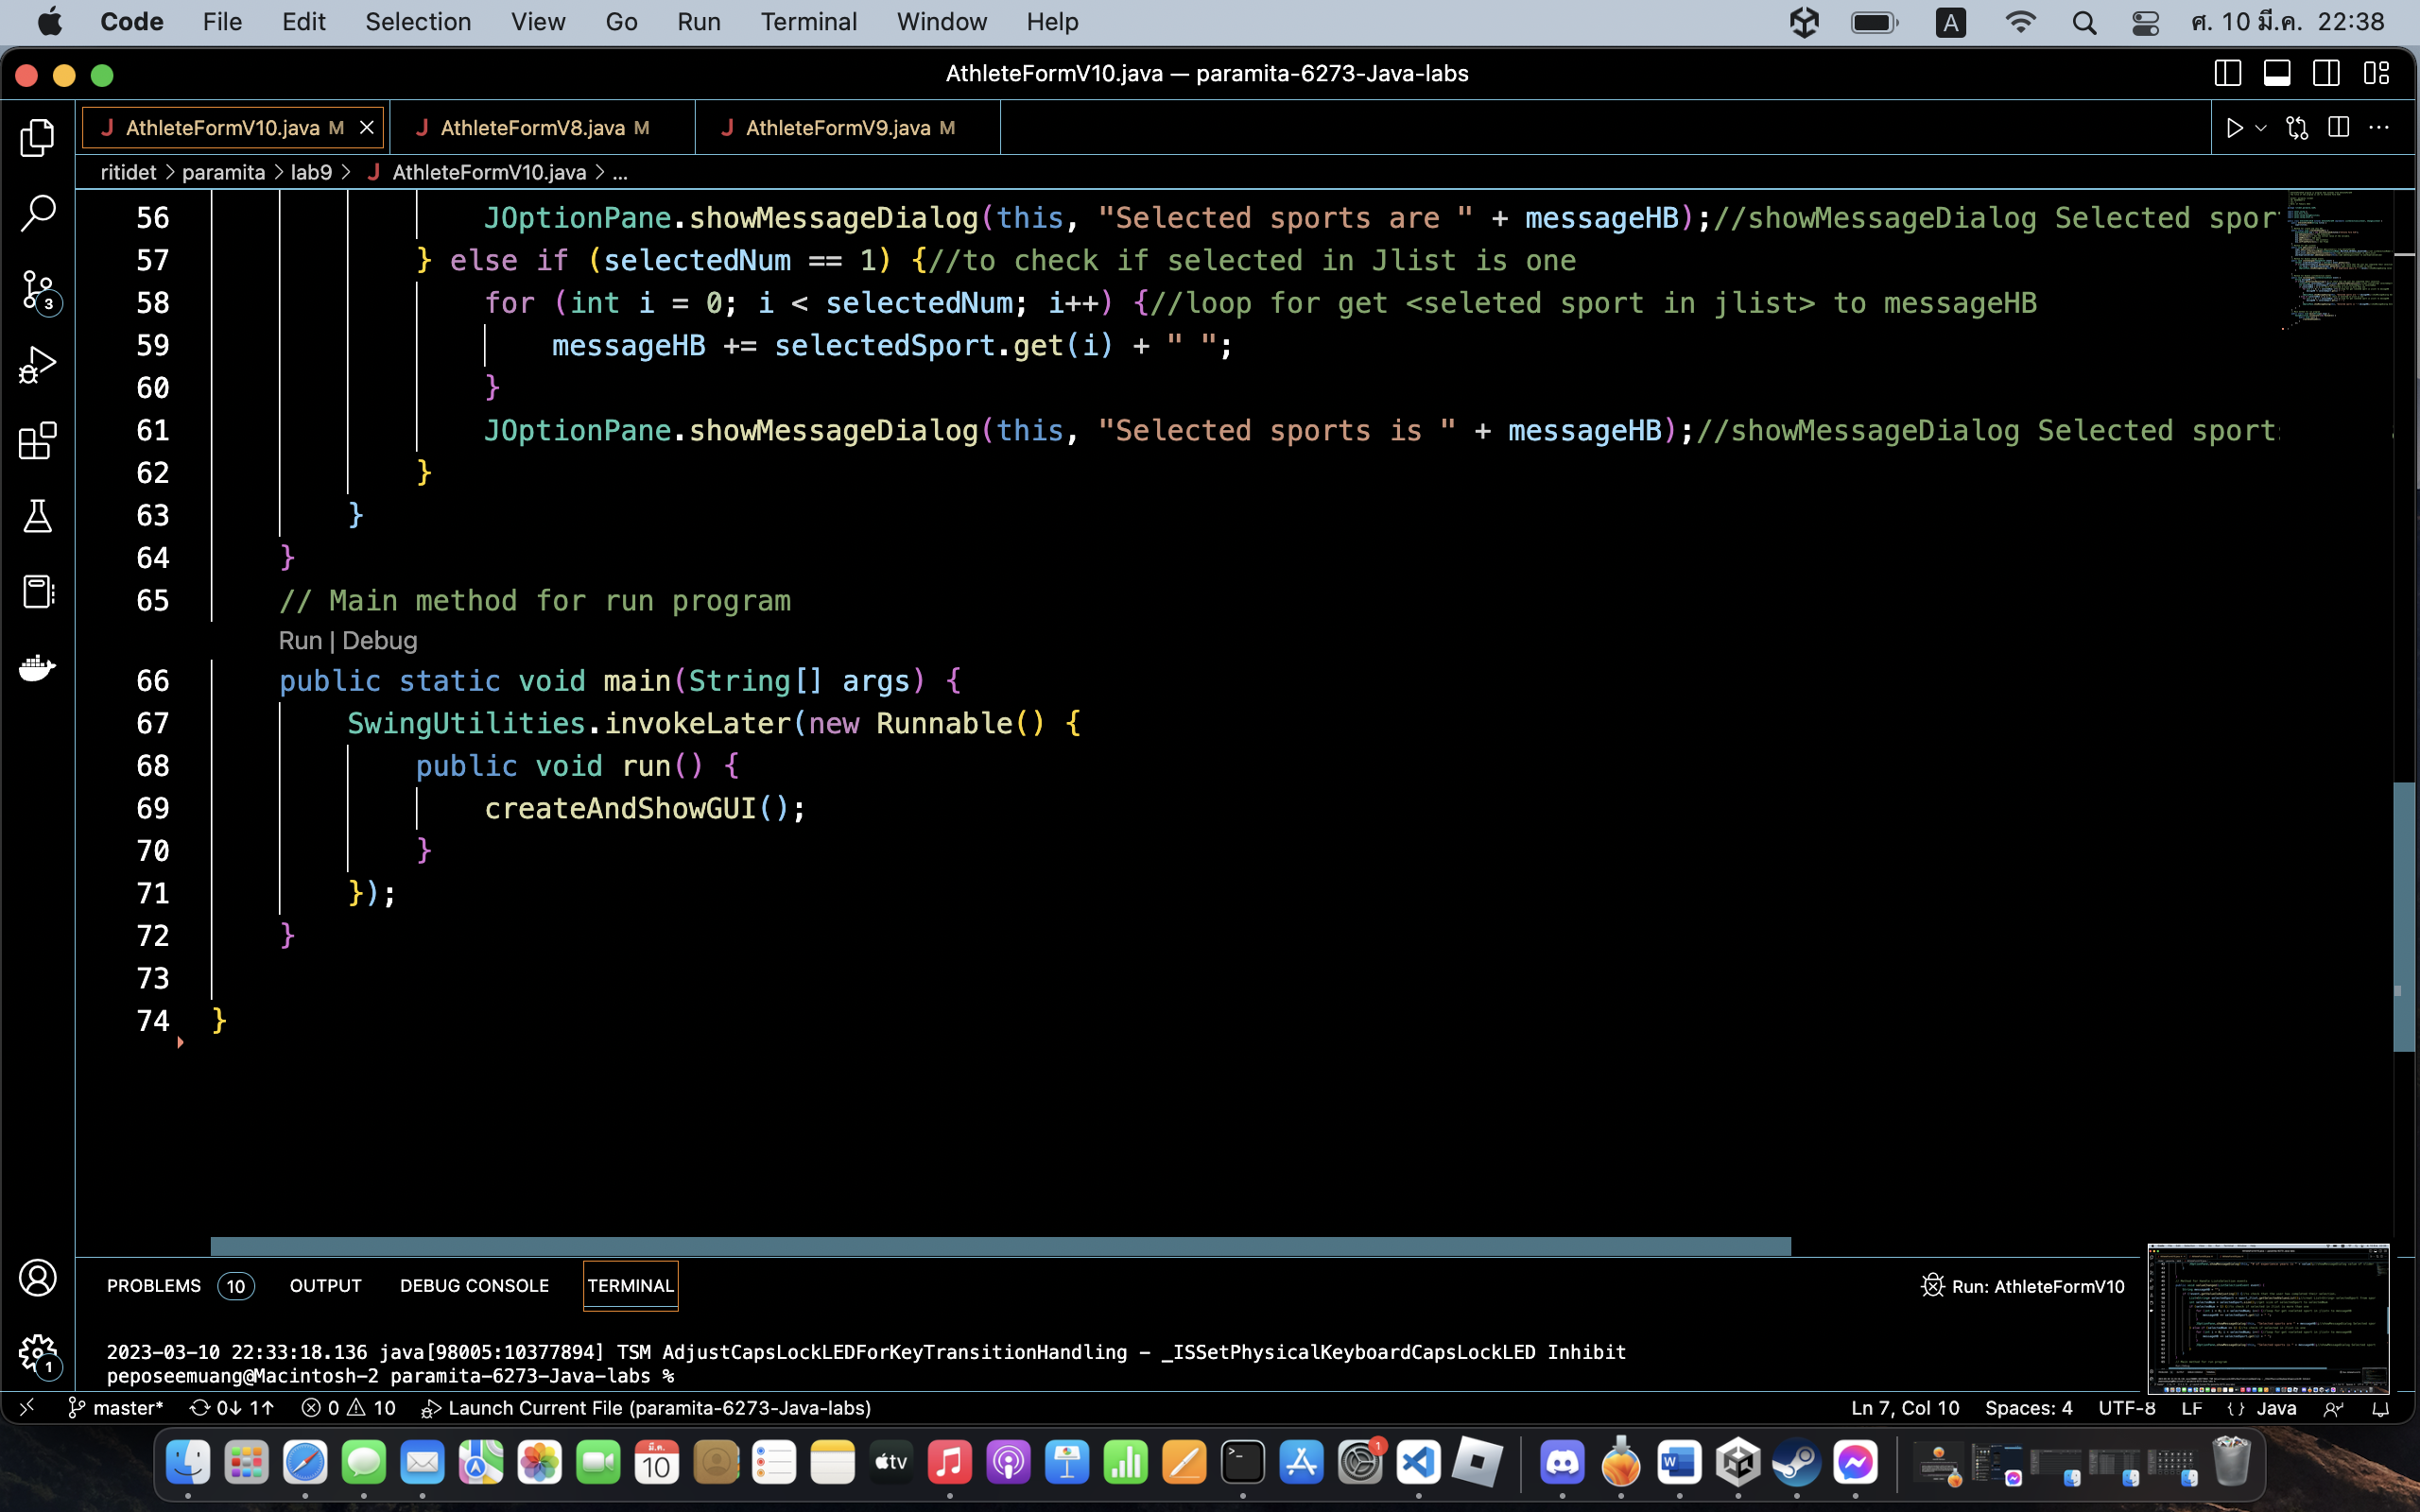 Code File Edit Selection View Go Run Terminal Window Help A ศ. 10 มี.ค. 22:38
AthleteFormV10.java — paramita-6273-Java-labs
J AthleteFormV10.java M J AthleteFormV8.java M J AthleteFormV9.java M
ritidet > paramita > lab9 > J AthleteFormV10.java > ...
56 JOptionPane.showMessageDialog(this, "Selected sports are " + messageHB);//showMessageDialog Selected spor
57 } else if (selectedNum == 1) {//to check if selected in Jlist is one
58 for (int i = 0; i < selectedNum; i++) {//loop for get <seleted sport in jlist> to messageHB
59 messageHB += selectedSport.get(i) + " ";
60 }
61 JOptionPane.showMessageDialog(this, "Selected sports is " + messageHB);//showMessageDialog Selected sport
62 }
63 }
64 }
65 // Main method for run program
Run | Debug
66 public static void main(String[] args) {
67 SwingUtilities.invokeLater(new Runnable() {
68 public void run() {
69 createAndShowGUI();
70 }
71 });
72 }
73
74 }
3
1
PROBLEMS 10 OUTPUT DEBUG CONSOLE TERMINAL Run: AthleteFormV10
2023-03-10 22:33:18.136 java[98005:10377894] TSM AdjustCapsLockLEDForKeyTransitionHandling - _ISSetPhysicalKeyboardCapsLockLED Inhibit
peposeemuang@Macintosh-2 paramita-6273-Java-labs %
master* 0↓ 1↑ 0 10 Launch Current File (paramita-6273-Java-labs) Ln 7, Col 10 Spaces: 4 UTF-8 LF {} Java
มี.ค.
10 tv 1 W